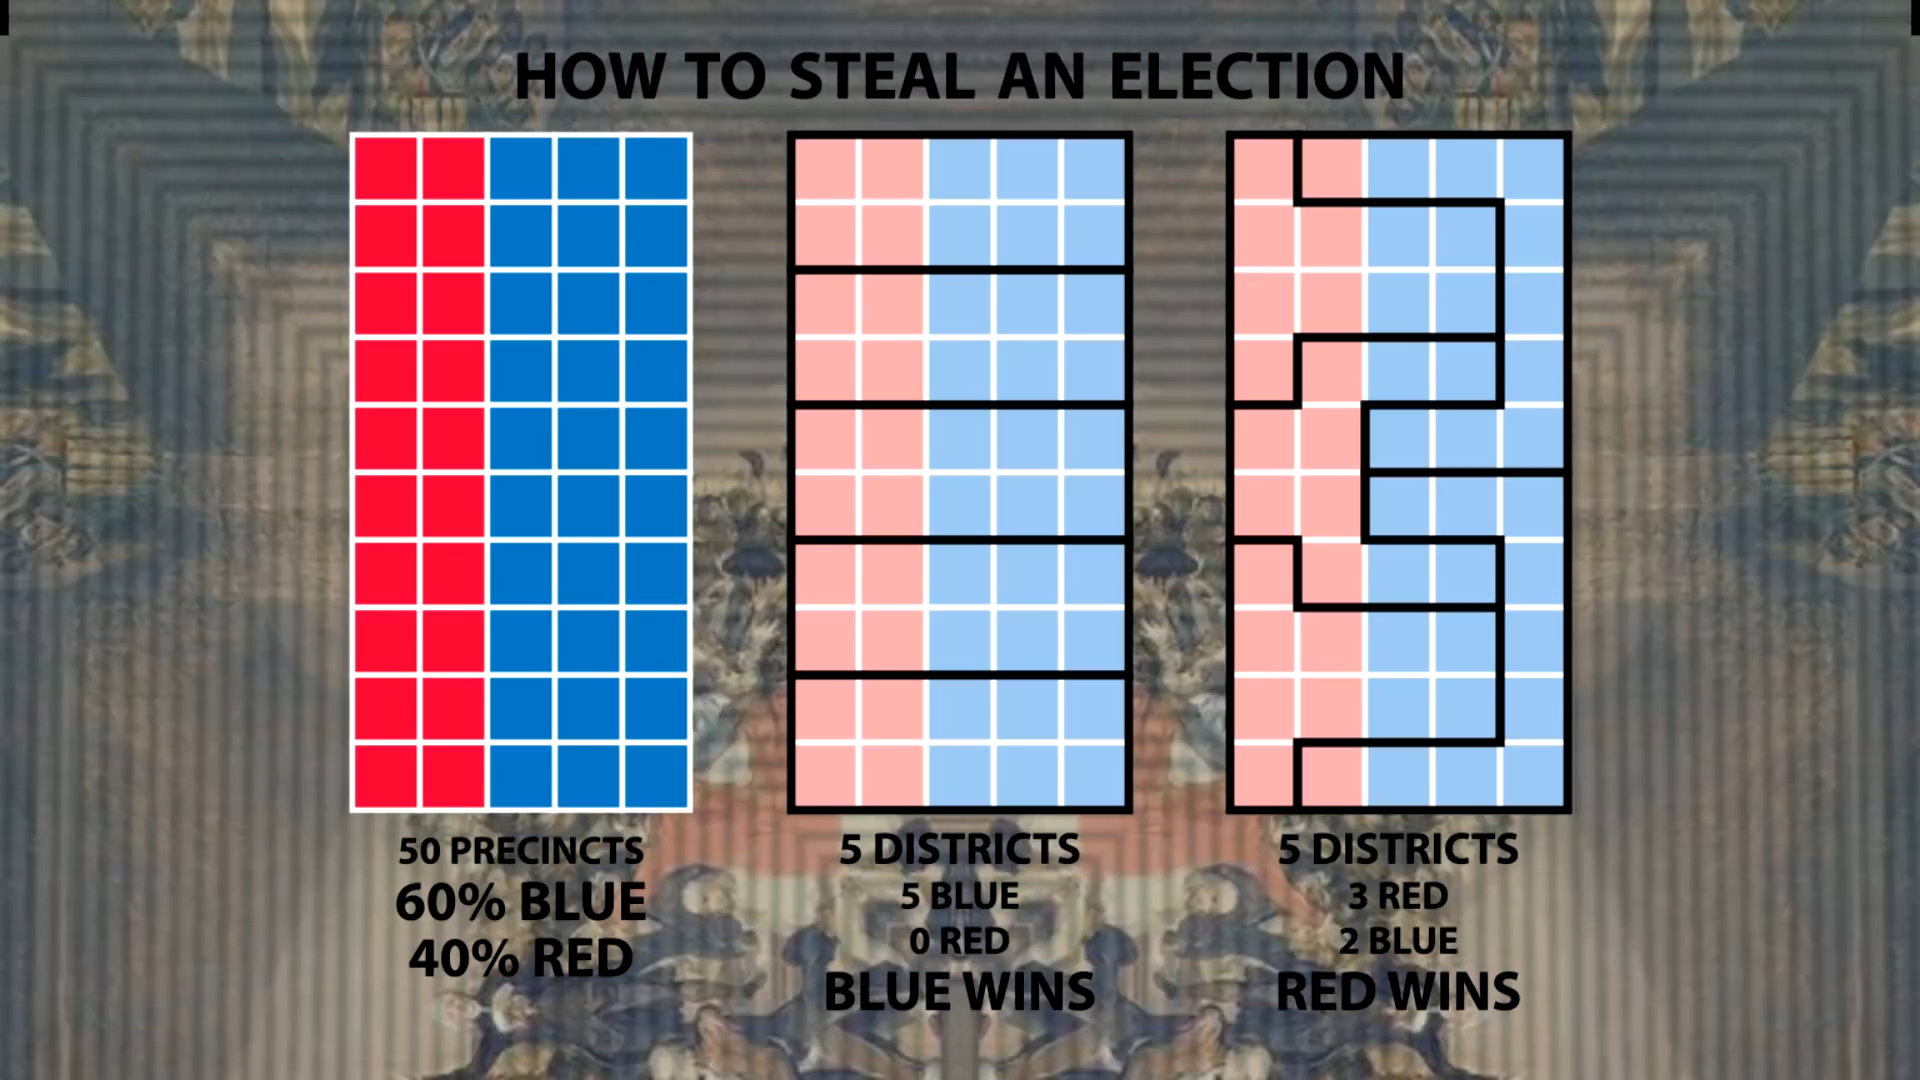 HOW TO STEAL AN ELECTION
50 PRECINCTS
60% BLUE
40% RED
5 DISTRICTS
5 BLUE
0 RED
BLUE WINS
5 DISTRICTS
3 RED
2 BLUE
RED WINS